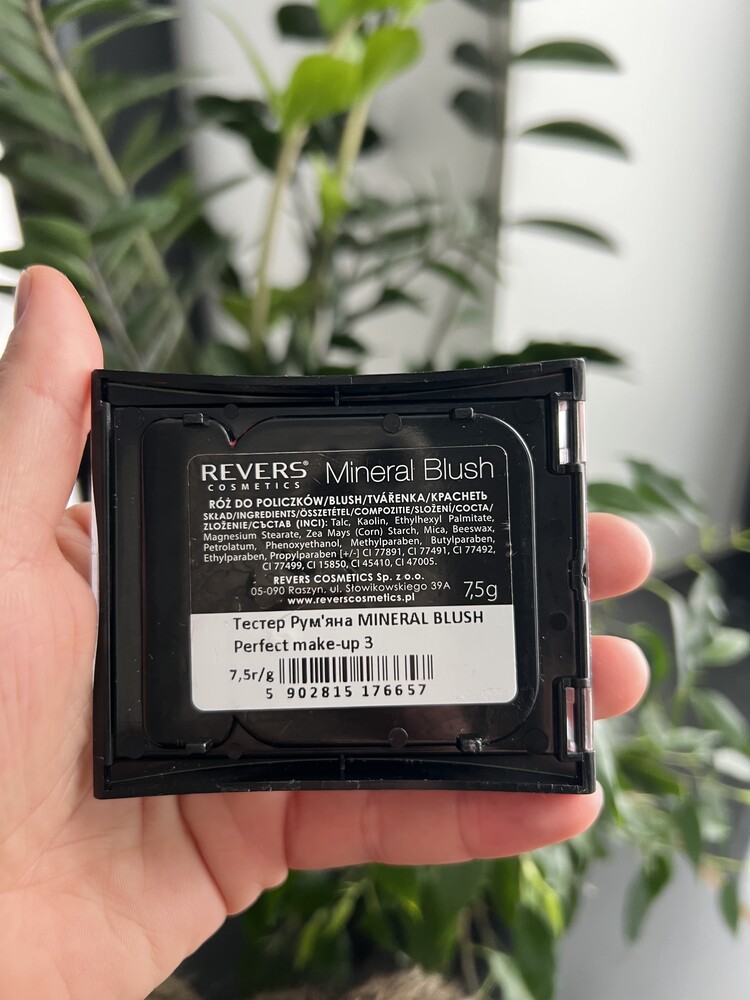 REVERS® Mineral Blush
COSMETICS
RÓŻ DO POLICZKÓW/BLUSH/TVÁŘENKA/КРАСНЕТЬ
SKŁAD/INGREDIENTS/ÖSSZETÉTEL/COMPOZITIE/SLOŽENÍ/COCTA/
ZLOŽENIE/СЪСТАВ (INCI): Talc, Kaolin, Ethylhexyl Palmitate,
Magnesium Stearate, Zea Mays (Corn) Starch, Mica, Beeswax,
Petrolatum, Phenoxyethanol, Methylparaben, Butylparaben,
Ethylparaben, Propylparaben [+/-] CI 77891, CI 77491, CI 77492,
CI 77499, CI 15850, CI 45410, CI 47005.
REVERS COSMETICS Sp. z o.o.
05-090 Raszyn, ul. Słowikowskiego 39A 7,5g
www.reverscosmetics.pl
Тестер Рум'яна MINERAL BLUSH
Perfect make-up 3
7,5г/g
5 902815 176657